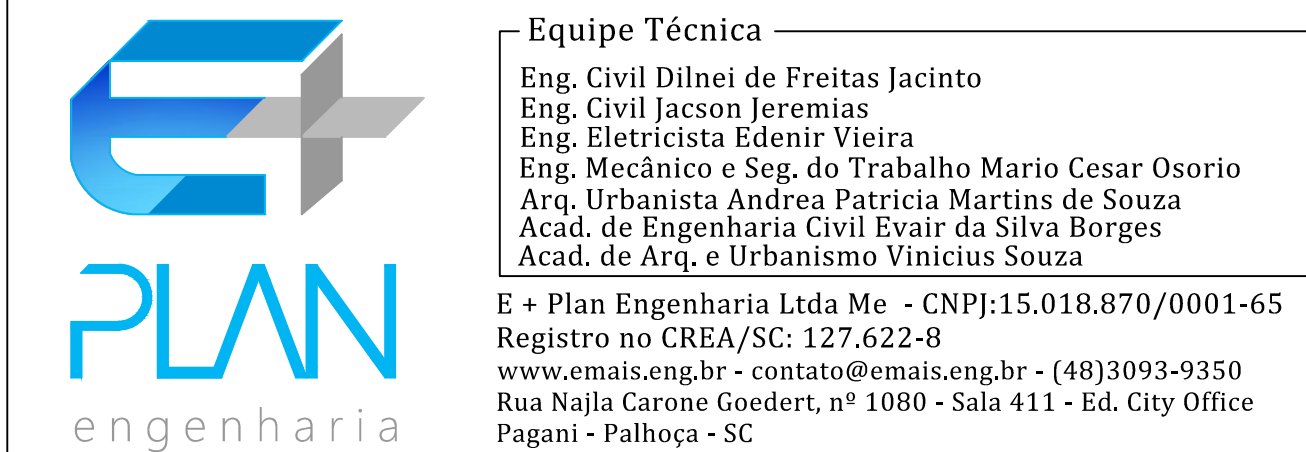 E+
PLAN
engenharia
Equipe Técnica
Eng. Civil Dilnei de Freitas Jacinto
Eng. Civil Jacson Jeremias
Eng. Eletricista Edenir Vieira
Eng. Mecânico e Seg. do Trabalho Mario Cesar Osorio
Arq. Urbanista Andrea Patricia Martins de Souza
Acad. de Engenharia Civil Evair da Silva Borges
Acad. de Arq. e Urbanismo Vinicius Souza
E + Plan Engenharia Ltda Me - CNPJ:15.018.870/0001-65
Registro no CREA/SC: 127.622-8
www.emais.eng.br - contato@emais.eng.br - (48)3093-9350
Rua Najla Carone Goedert, nº 1080 - Sala 411 - Ed. City Office
Pagani - Palhoça - SC